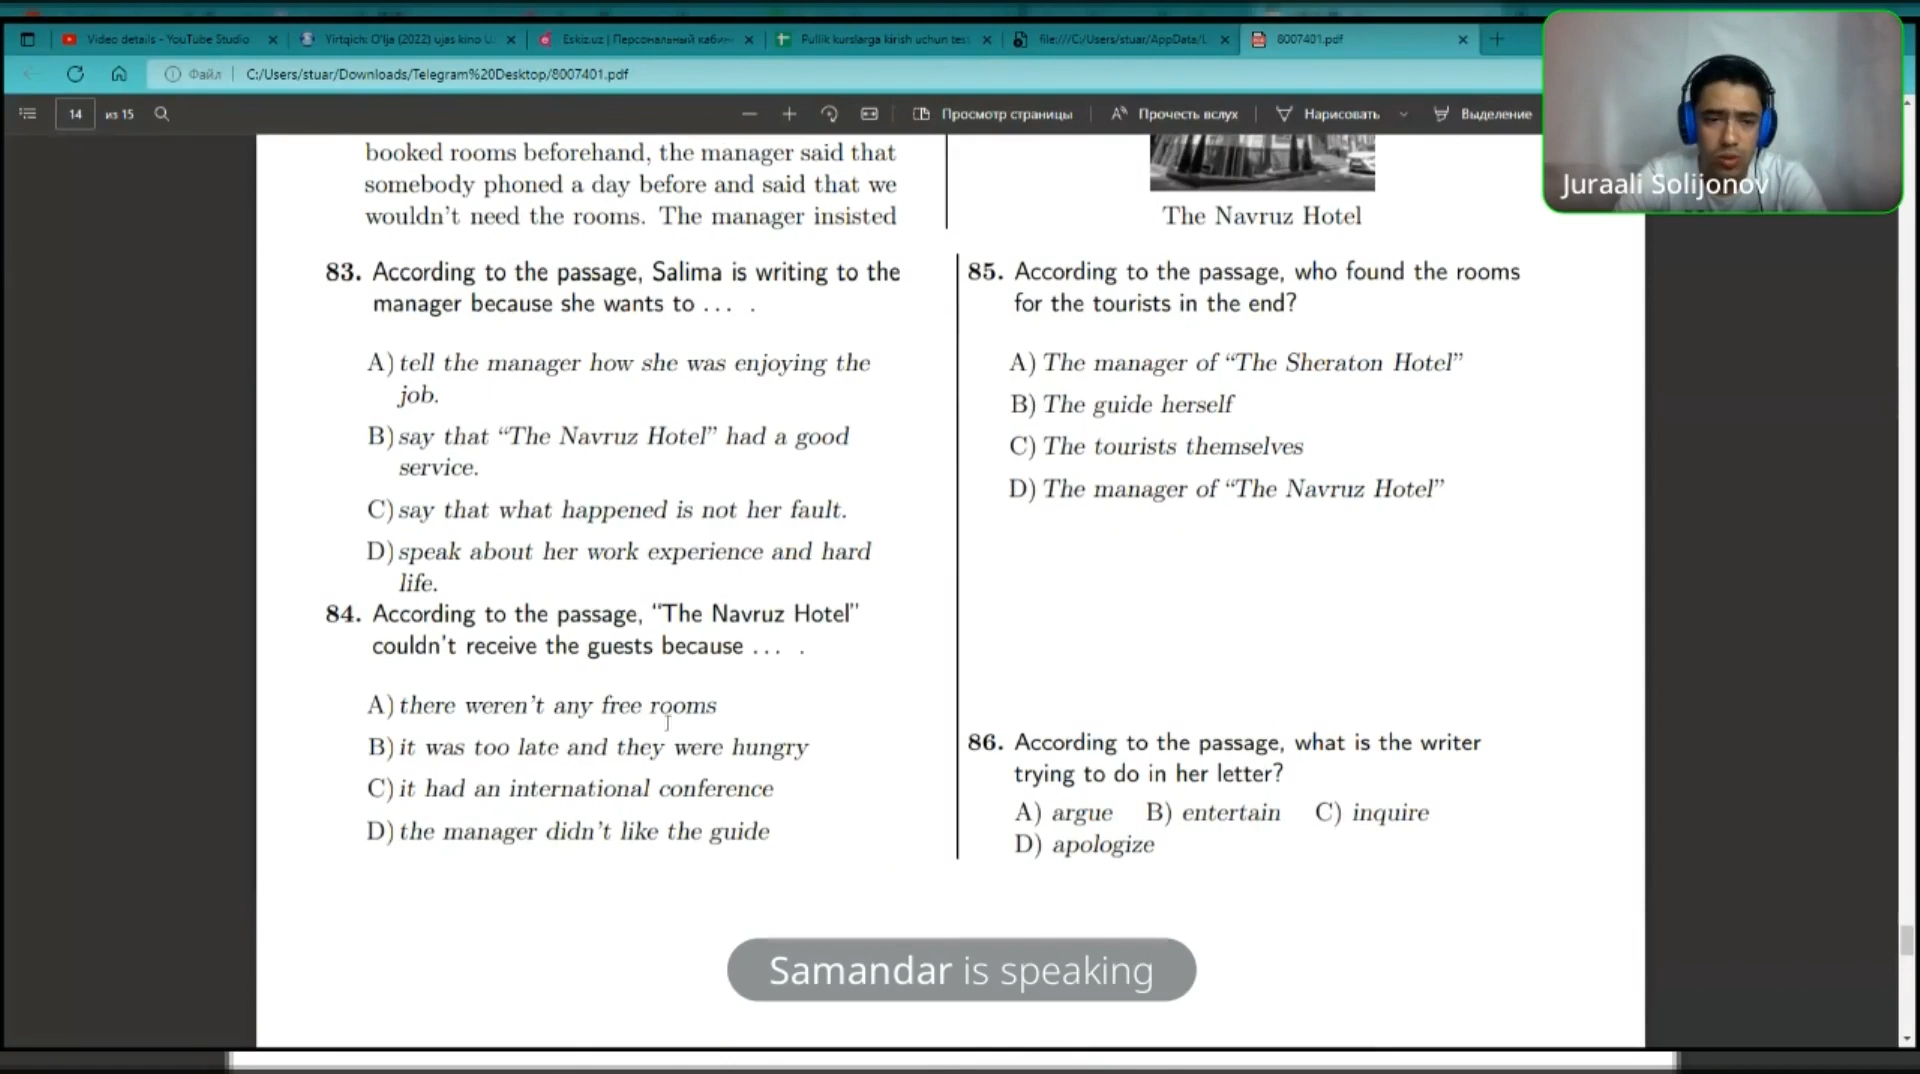 Video details - YouTube Studio
Virtqich: O'lja (2022) ujas kino U
Eskiz.uz | Персональный кабин
Pullik kurslarga kirish uchun test
file:///C:/Users/stuar/AppData/L
8007401.pdf
Файл
C:/Users/stuar/Downloads/Telegram%20Desktop/8007401.pdf
14 из 15
Просмотр страницы
Прочесть вслух
Нарисовать
Выделение
Juraali Solijonov
booked rooms beforehand, the manager said that
somebody phoned a day before and said that we
wouldn't need the rooms. The manager insisted
The Navruz Hotel
83. According to the passage, Salima is writing to the
manager because she wants to ... .
A) tell the manager how she was enjoying the
job.
B) say that “The Navruz Hotel” had a good
service.
C) say that what happened is not her fault.
D) speak about her work experience and hard
life.
84. According to the passage, “The Navruz Hotel”
couldn't receive the guests because ... .
A) there weren't any free rooms
B) it was too late and they were hungry
C) it had an international conference
D) the manager didn't like the guide
85. According to the passage, who found the rooms
for the tourists in the end?
A) The manager of “The Sheraton Hotel”
B) The guide herself
C) The tourists themselves
D) The manager of “The Navruz Hotel”
86. According to the passage, what is the writer
trying to do in her letter?
A) argue B) entertain C) inquire
D) apologize
Samandar is speaking